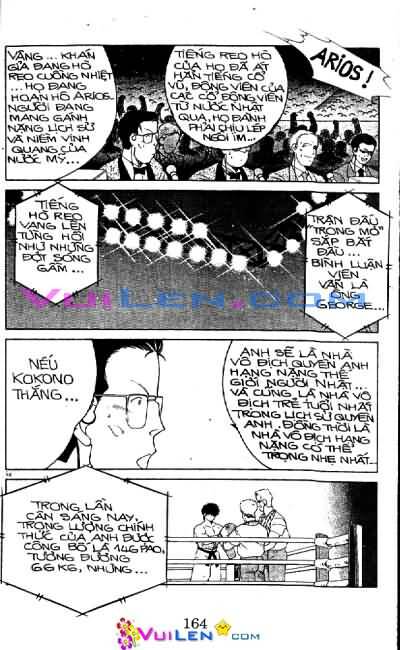 VÂNG... KHÁN
GIẢ ĐANG HÒ
REO CUỒNG NHIỆT
... HỌ ĐANG
HOAN HÔ ARIOS.
NGƯỜI ĐANG
MANG GÁNH
NẶNG LỊCH SỬ
VÀ NIỀM VINH
QUANG CỦA
NƯỚC MỸ...
TIẾNG REO HÒ
CỦA HỌ ĐÃ ÁT
HẲN TIẾNG CỔ
VŨ, ĐỘNG VIÊN CỦA
CÁC CỔ ĐỘNG VIÊN
TỪ NƯỚC NHẬT
QUA, HỌ ĐÀNH
PHẢI CHỊU LÉP
NGỒI IM...
ARIOS!
TIẾNG
HÒ REO
VANG LÊN
TỪNG HỒI
NHƯ NHỮNG
ĐỢT SÓNG
GẦM...
TRẬN ĐẤU
"TRONG MƠ"
SẮP BẮT
ĐẦU...
BÌNH LUẬN
VIÊN
VẪN LÀ
ÔNG
GEORGE...
VUILEN.COM
NẾU
KOKONO
THẮNG...
ANH SẼ LÀ NHÀ
VÔ ĐỊCH QUYỀN ANH
HẠNG NẶNG THẾ
GIỚI NGƯỜI NHẬT...
VÀ CŨNG LÀ NHÀ VÔ
ĐỊCH TRẺ TUỔI NHẤT
TRONG LỊCH SỬ QUYỀN
ANH. ĐỒNG THỜI LÀ
NHÀ VÔ ĐỊCH HẠNG
NẶNG CÓ THỂ
TRỌNG NHẸ NHẤT...
TRONG LẦN
CÂN SÁNG NAY,
TRỌNG LƯỢNG CHÍNH
THỨC CỦA ANH ĐƯỢC
CÔNG BỐ LÀ 146 PAO,
TƯƠNG ĐƯƠNG
66 KG, NHƯNG...
164
VUILEN.COM